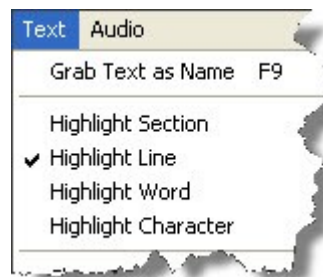 Text Audio
Grab Text as Name F9
Highlight Section
Highlight Line
Highlight Word
Highlight Character